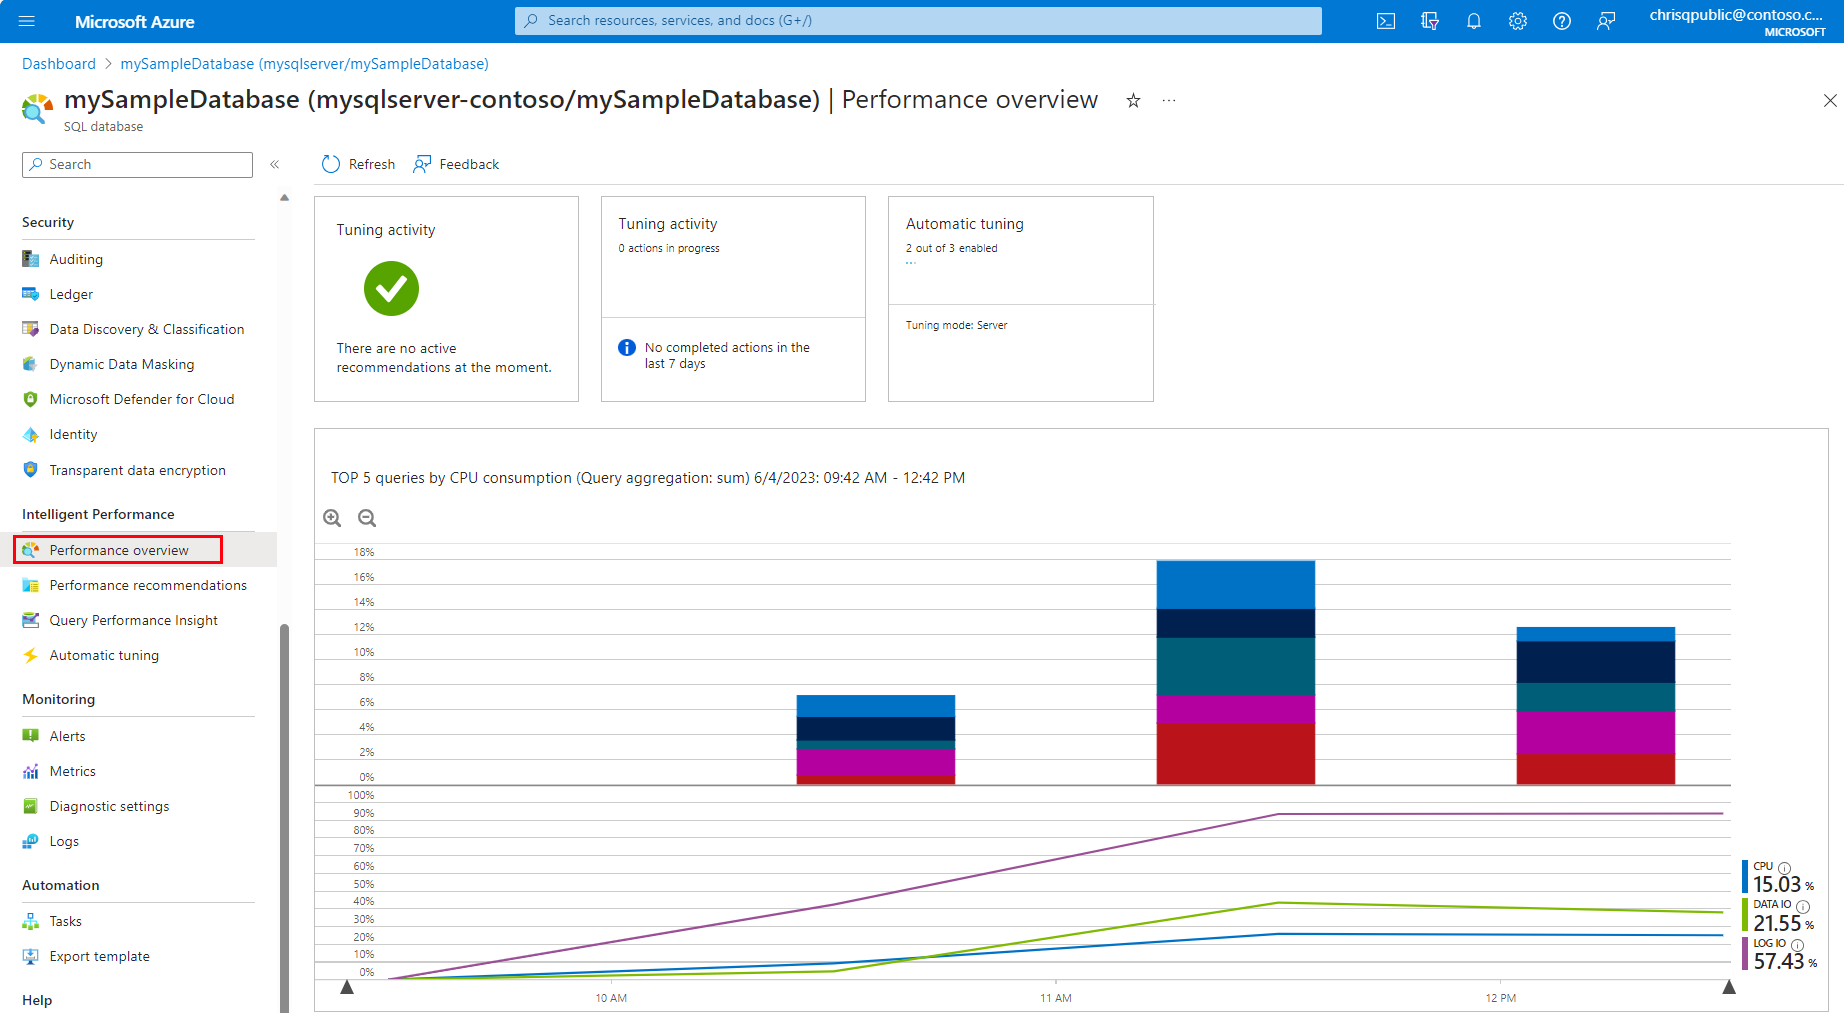 Microsoft Azure
Search resources, services, and docs (G+/)
chrisqpublic@contoso.c...
MICROSOFT
Dashboard > mySampleDatabase (mysqlserver/mySampleDatabase)
mySampleDatabase (mysqlserver-contoso/mySampleDatabase) | Performance overview
SQL database
Search
«
Refresh
Feedback
Security
Auditing
Ledger
Data Discovery & Classification
Dynamic Data Masking
Microsoft Defender for Cloud
Identity
Transparent data encryption
Intelligent Performance
Performance overview
Performance recommendations
Query Performance Insight
Automatic tuning
Monitoring
Alerts
Metrics
Diagnostic settings
Logs
Automation
Tasks
Export template
Help
Tuning activity
There are no active
recommendations at the moment.
Tuning activity
0 actions in progress
No completed actions in the
last 7 days
Automatic tuning
2 out of 3 enabled
...
Tuning mode: Server
TOP 5 queries by CPU consumption (Query aggregation: sum) 6/4/2023: 09:42 AM - 12:42 PM
18%
16%
14%
12%
10%
8%
6%
4%
2%
0%
100%
90%
80%
70%
60%
50%
40%
30%
20%
10%
0%
10 AM
11 AM
12 PM
CPU
15.03 %
DATA IO
21.55 %
LOG IO
57.43 %